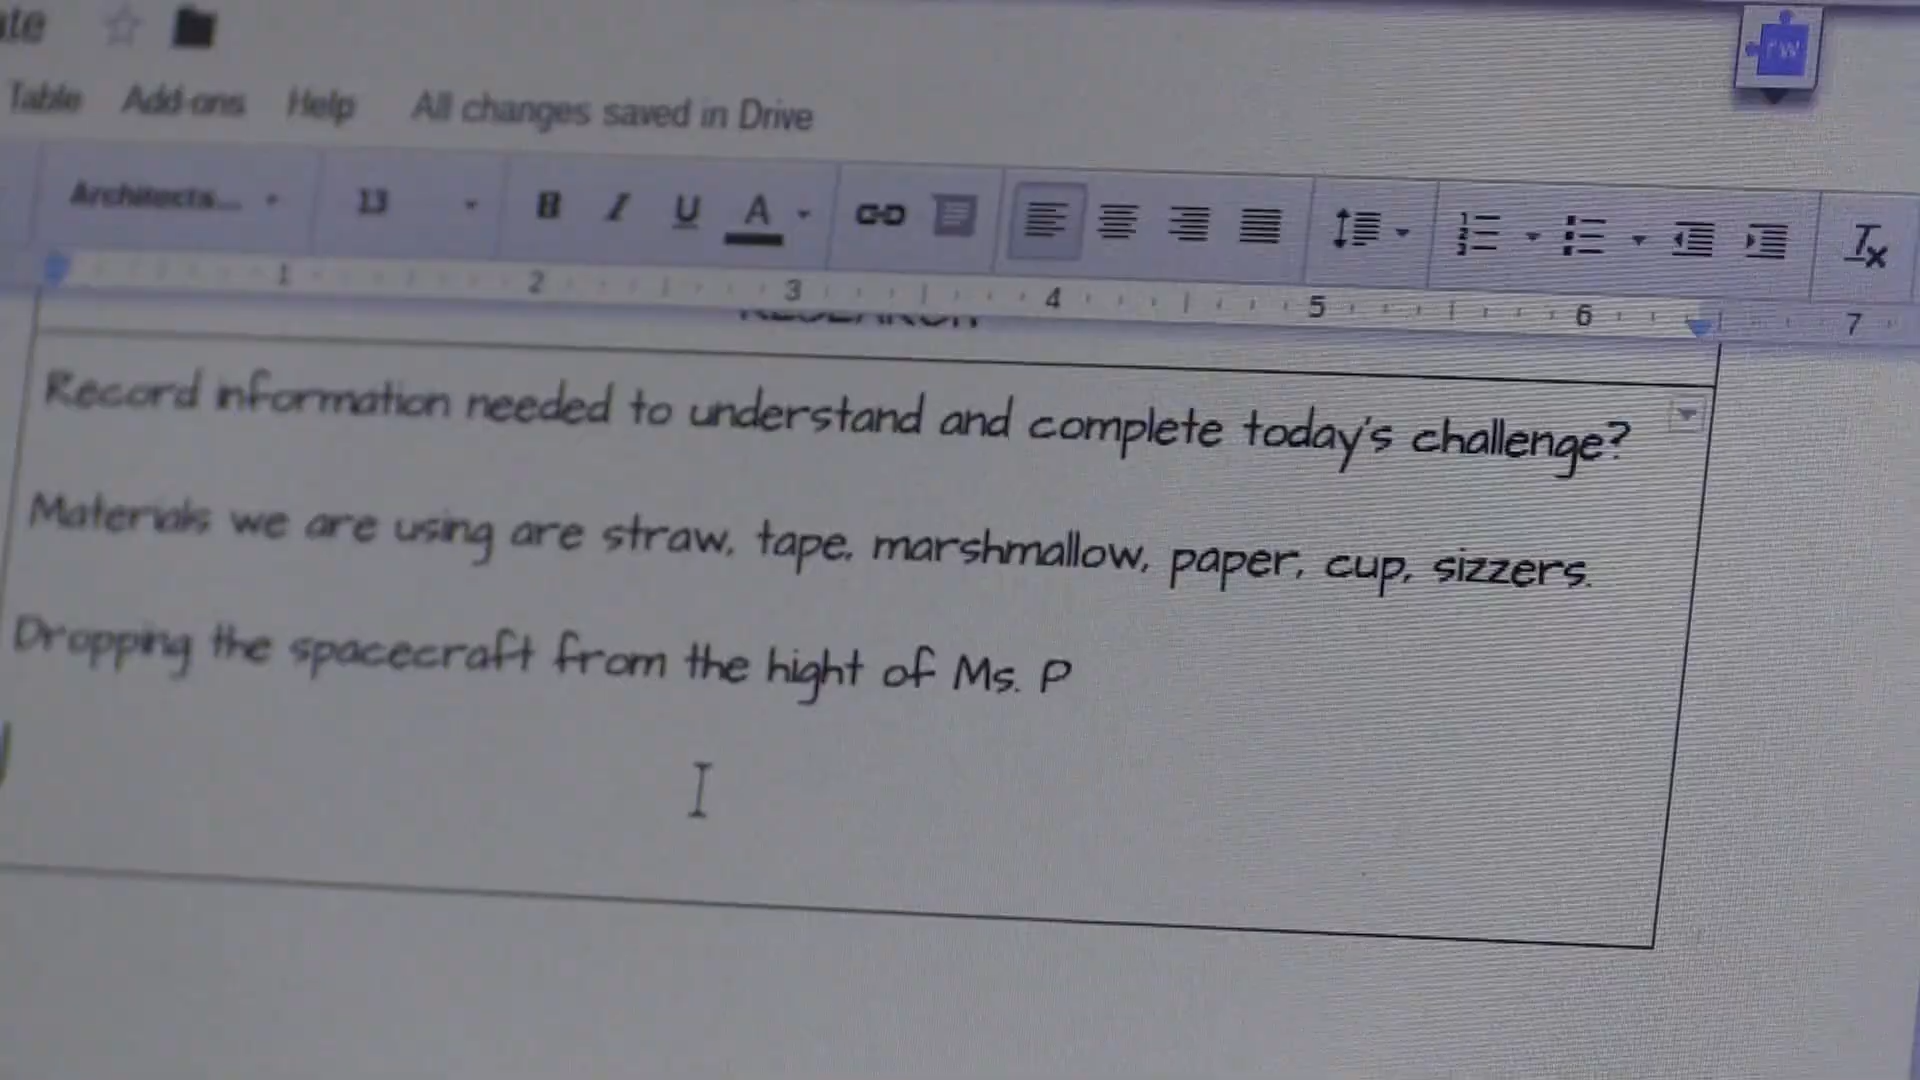 Table Add-ons Help All changes saved in Drive
Architects... 13 B I U A
1 2 3 4 5 6 7
RESEARCH
Record information needed to understand and complete today's challenge?
Materials we are using are straw, tape, marshmallow, paper, cup, sizzers.
Dropping the spacecraft from the hight of Ms. P